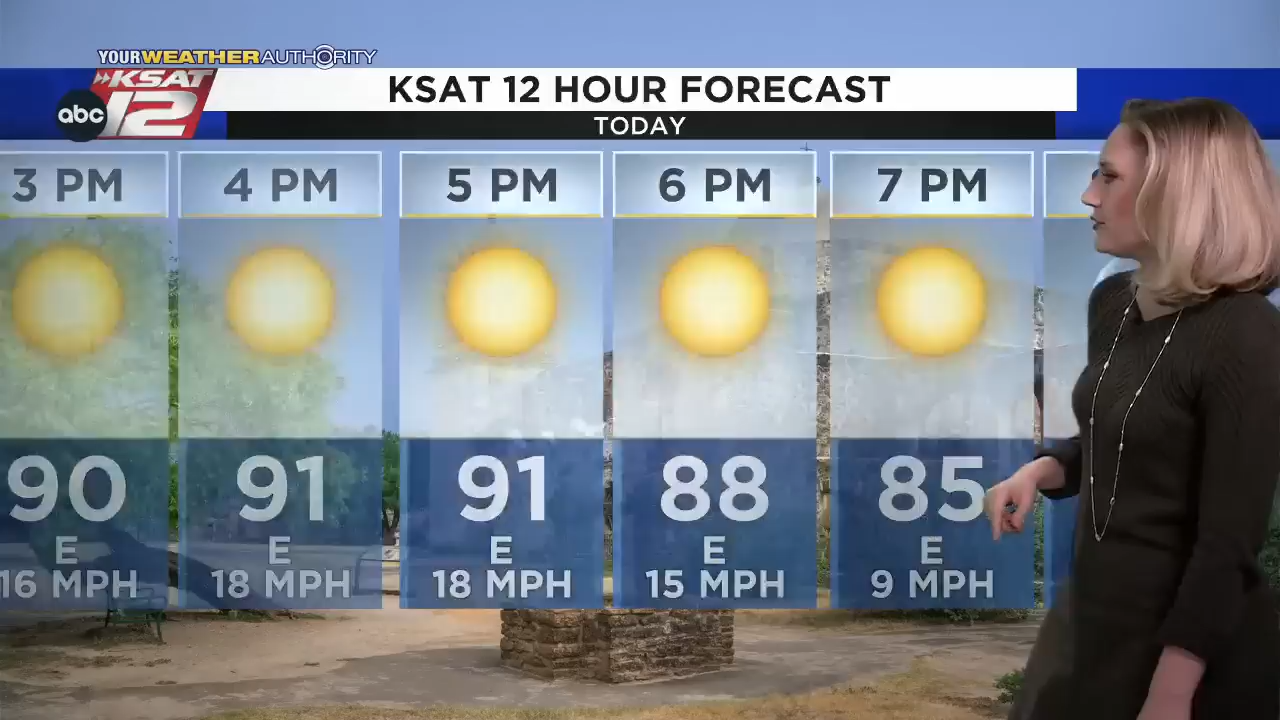 YOURWEATHERAUTHORITY
KSAT
abc 12
KSAT 12 HOUR FORECAST
TODAY
3 PM 4 PM 5 PM 6 PM 7 PM
90 91 91 88 85
E E E E E
16 MPH 18 MPH 18 MPH 15 MPH 9 MPH